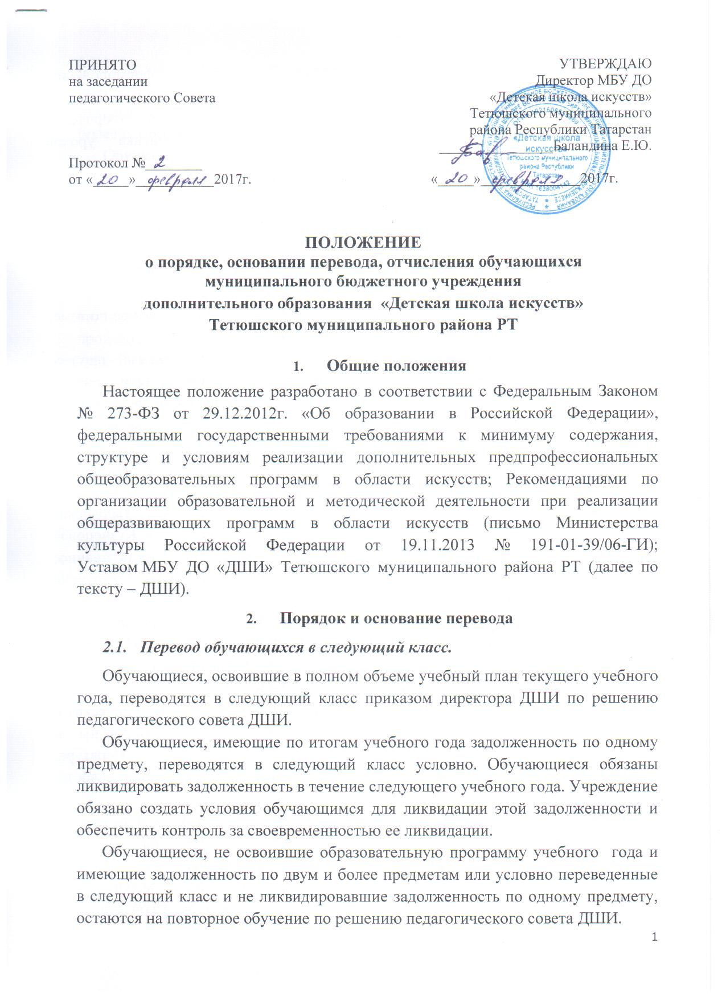 ПРИНЯТО
на заседании
педагогического Совета
Протокол № 2
от « 20 » февраля 2017г.
УТВЕРЖДАЮ
Директор МБУ ДО
«Детская школа искусств»
Тетюшского муниципального
района Республики Татарстан
Баландина Е.Ю.
« 20 » февраля 2017г.
«Детская школа
искусств»
Тетюшского муниципального
района Республики
Татарстан
ПОЛОЖЕНИЕ
о порядке, основании перевода, отчисления обучающихся
муниципального бюджетного учреждения
дополнительного образования «Детская школа искусств»
Тетюшского муниципального района РТ
1. Общие положения
Настоящее положение разработано в соответствии с Федеральным Законом
№ 273-ФЗ от 29.12.2012г. «Об образовании в Российской Федерации»,
федеральными государственными требованиями к минимуму содержания,
структуре и условиям реализации дополнительных предпрофессиональных
общеобразовательных программ в области искусств; Рекомендациями по
организации образовательной и методической деятельности при реализации
общеразвивающих программ в области искусств (письмо Министерства
культуры Российской Федерации от 19.11.2013 № 191-01-39/06-ГИ);
Уставом МБУ ДО «ДШИ» Тетюшского муниципального района РТ (далее по
тексту – ДШИ).
2. Порядок и основание перевода
2.1. Перевод обучающихся в следующий класс.
Обучающиеся, освоившие в полном объеме учебный план текущего учебного
года, переводятся в следующий класс приказом директора ДШИ по решению
педагогического совета ДШИ.
Обучающиеся, имеющие по итогам учебного года задолженность по одному
предмету, переводятся в следующий класс условно. Обучающиеся обязаны
ликвидировать задолженность в течение следующего учебного года. Учреждение
обязано создать условия обучающимся для ликвидации этой задолженности и
обеспечить контроль за своевременностью ее ликвидации.
Обучающиеся, не освоившие образовательную программу учебного года и
имеющие задолженность по двум и более предметам или условно переведенные
в следующий класс и не ликвидировавшие задолженность по одному предмету,
остаются на повторное обучение по решению педагогического совета ДШИ.
1